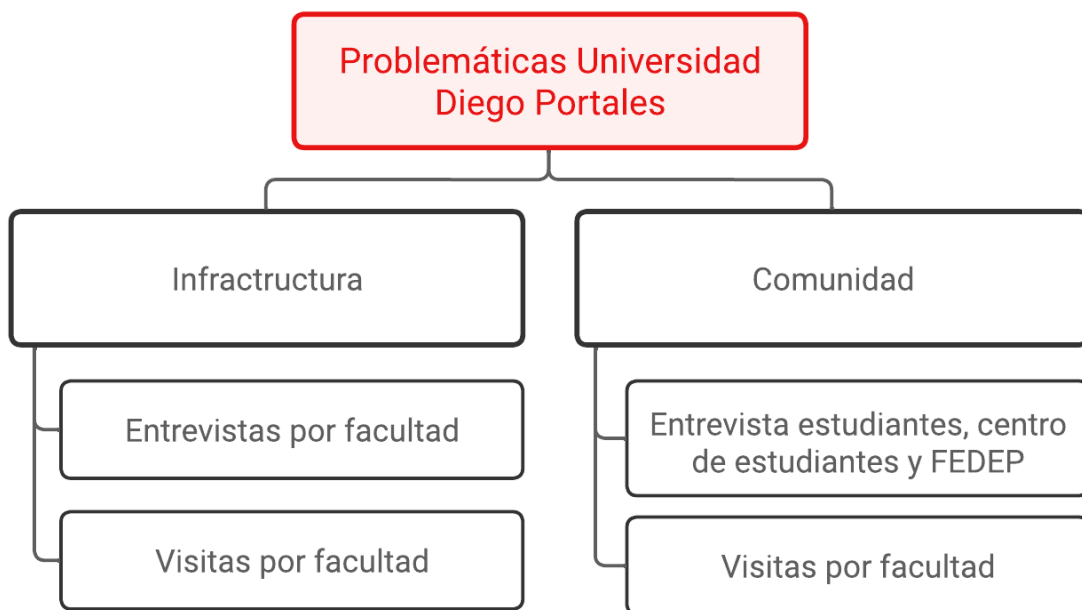 Problemáticas Universidad
Diego Portales
Infractructura
Comunidad
Entrevistas por facultad
Entrevista estudiantes, centro
de estudiantes y FEDEP
Visitas por facultad
Visitas por facultad